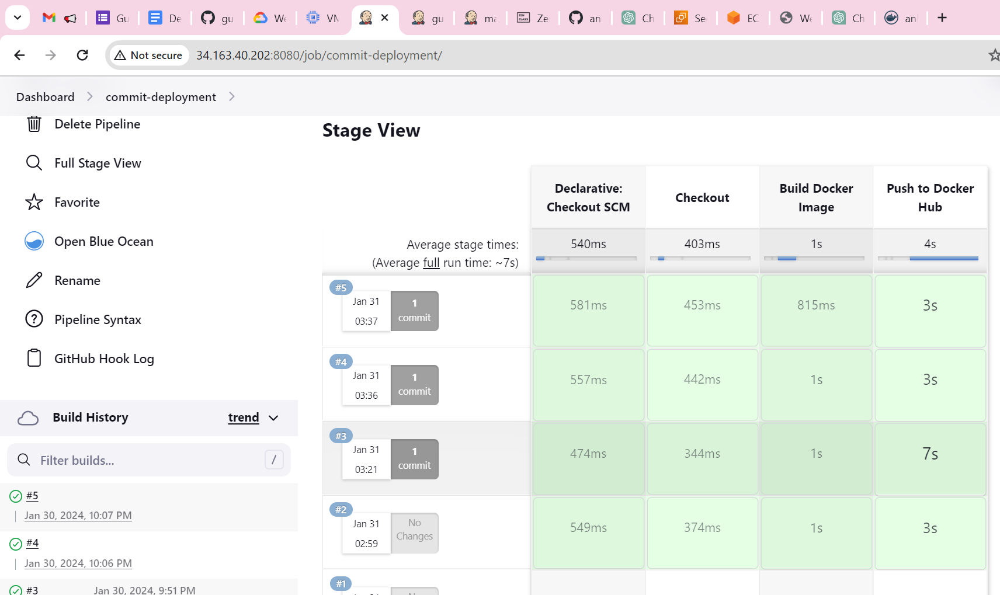 Gu
De
gu
We
VM
gu
ma
ZEN CLASS
Ze
an
Ch
Se
EC
We
Ch
an
Not secure
34.163.40.202:8080/job/commit-deployment/
Dashboard
commit-deployment
Delete Pipeline
Full Stage View
Favorite
Open Blue Ocean
Rename
Pipeline Syntax
GitHub Hook Log
Build History
trend
Filter builds...
/
#5
Jan 30, 2024, 10:07 PM
#4
Jan 30, 2024, 10:06 PM
#3
Jan 30, 2024, 9:51 PM
Stage View
Declarative:
Checkout SCM
Checkout
Build Docker
Image
Push to Docker
Hub
Average stage times:
(Average full run time: ~7s)
540ms
403ms
1s
4s
#5
Jan 31
03:37
1
commit
581ms
453ms
815ms
3s
#4
Jan 31
03:36
1
commit
557ms
442ms
1s
3s
#3
Jan 31
03:21
1
commit
474ms
344ms
1s
7s
#2
Jan 31
02:59
No
Changes
549ms
374ms
1s
3s
#1